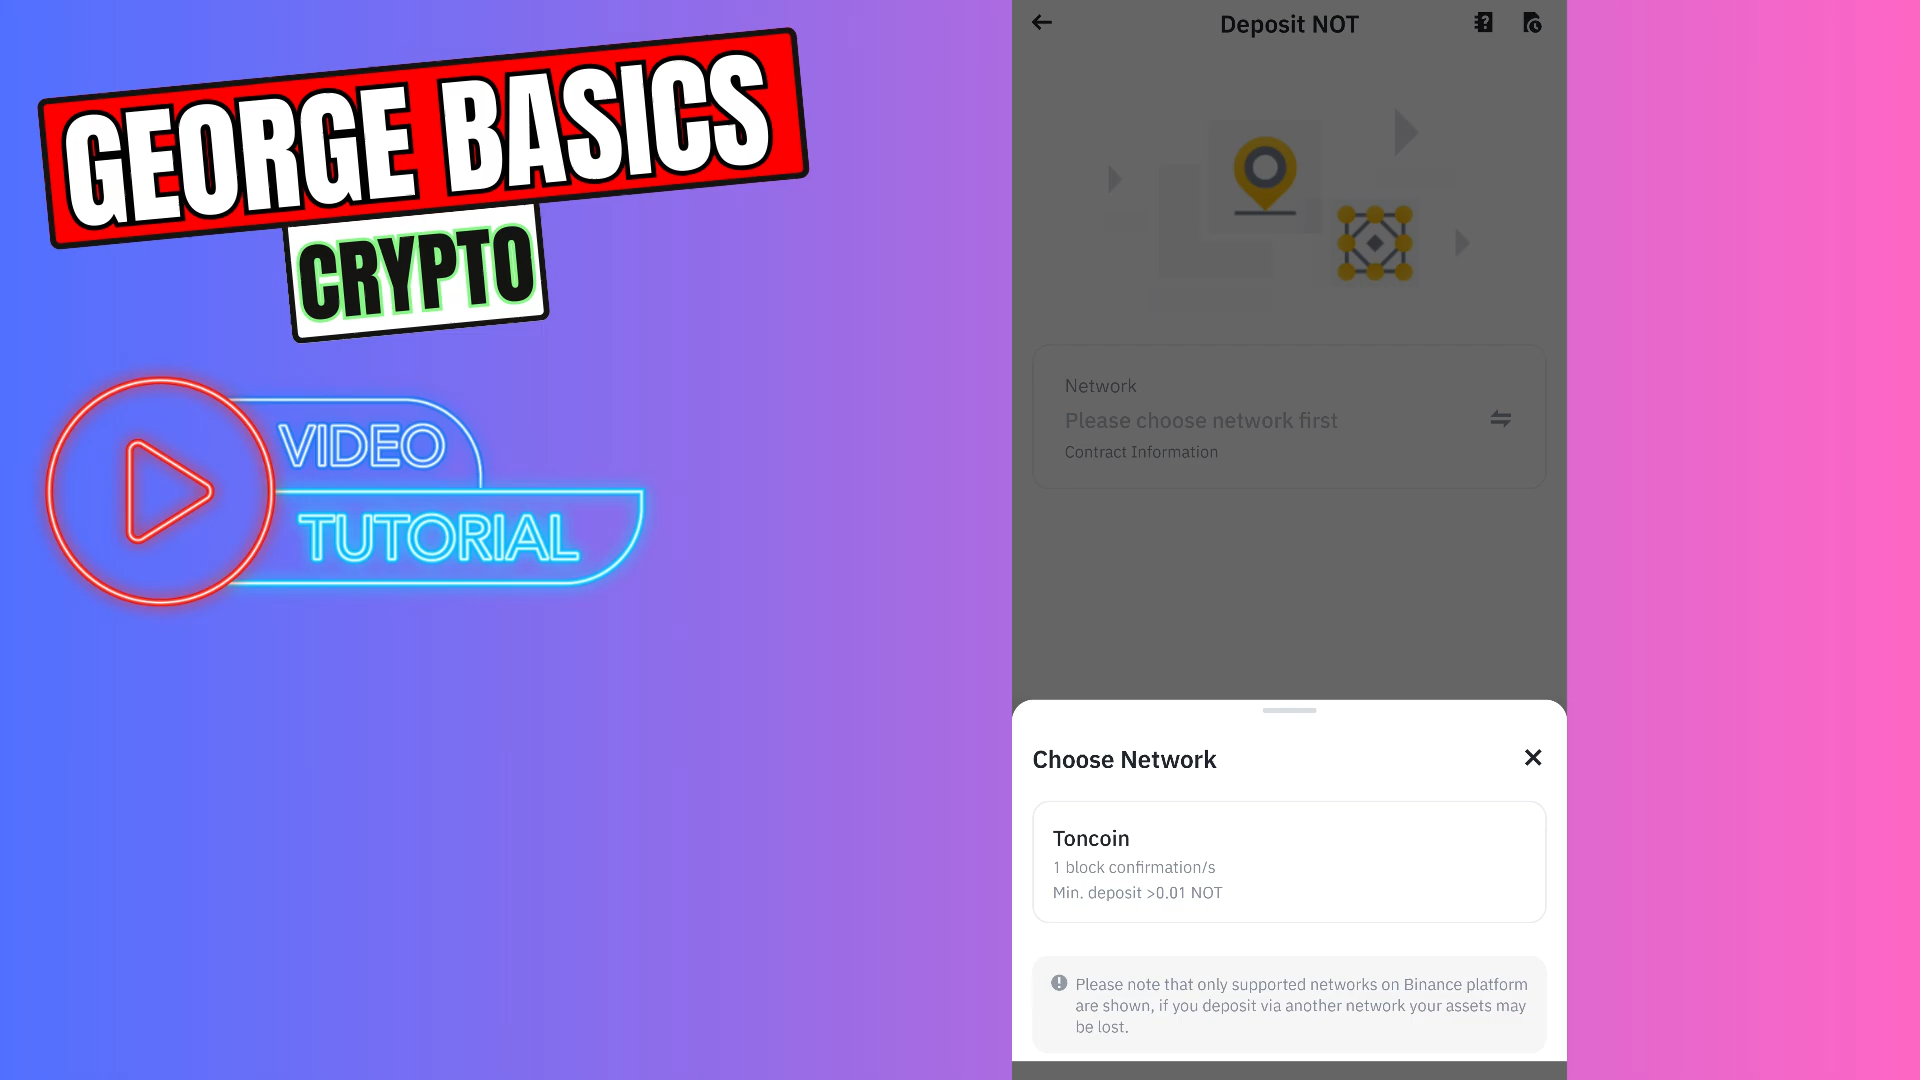 GEORGE BASICS
CRYPTO
VIDEO
TUTORIAL
Deposit NOT
Network
Please choose network first
Contract Information
Choose Network
Toncoin
1 block confirmation/s
Min. deposit >0.01 NOT
Please note that only supported networks on Binance platform
are shown, if you deposit via another network your assets may
be lost.